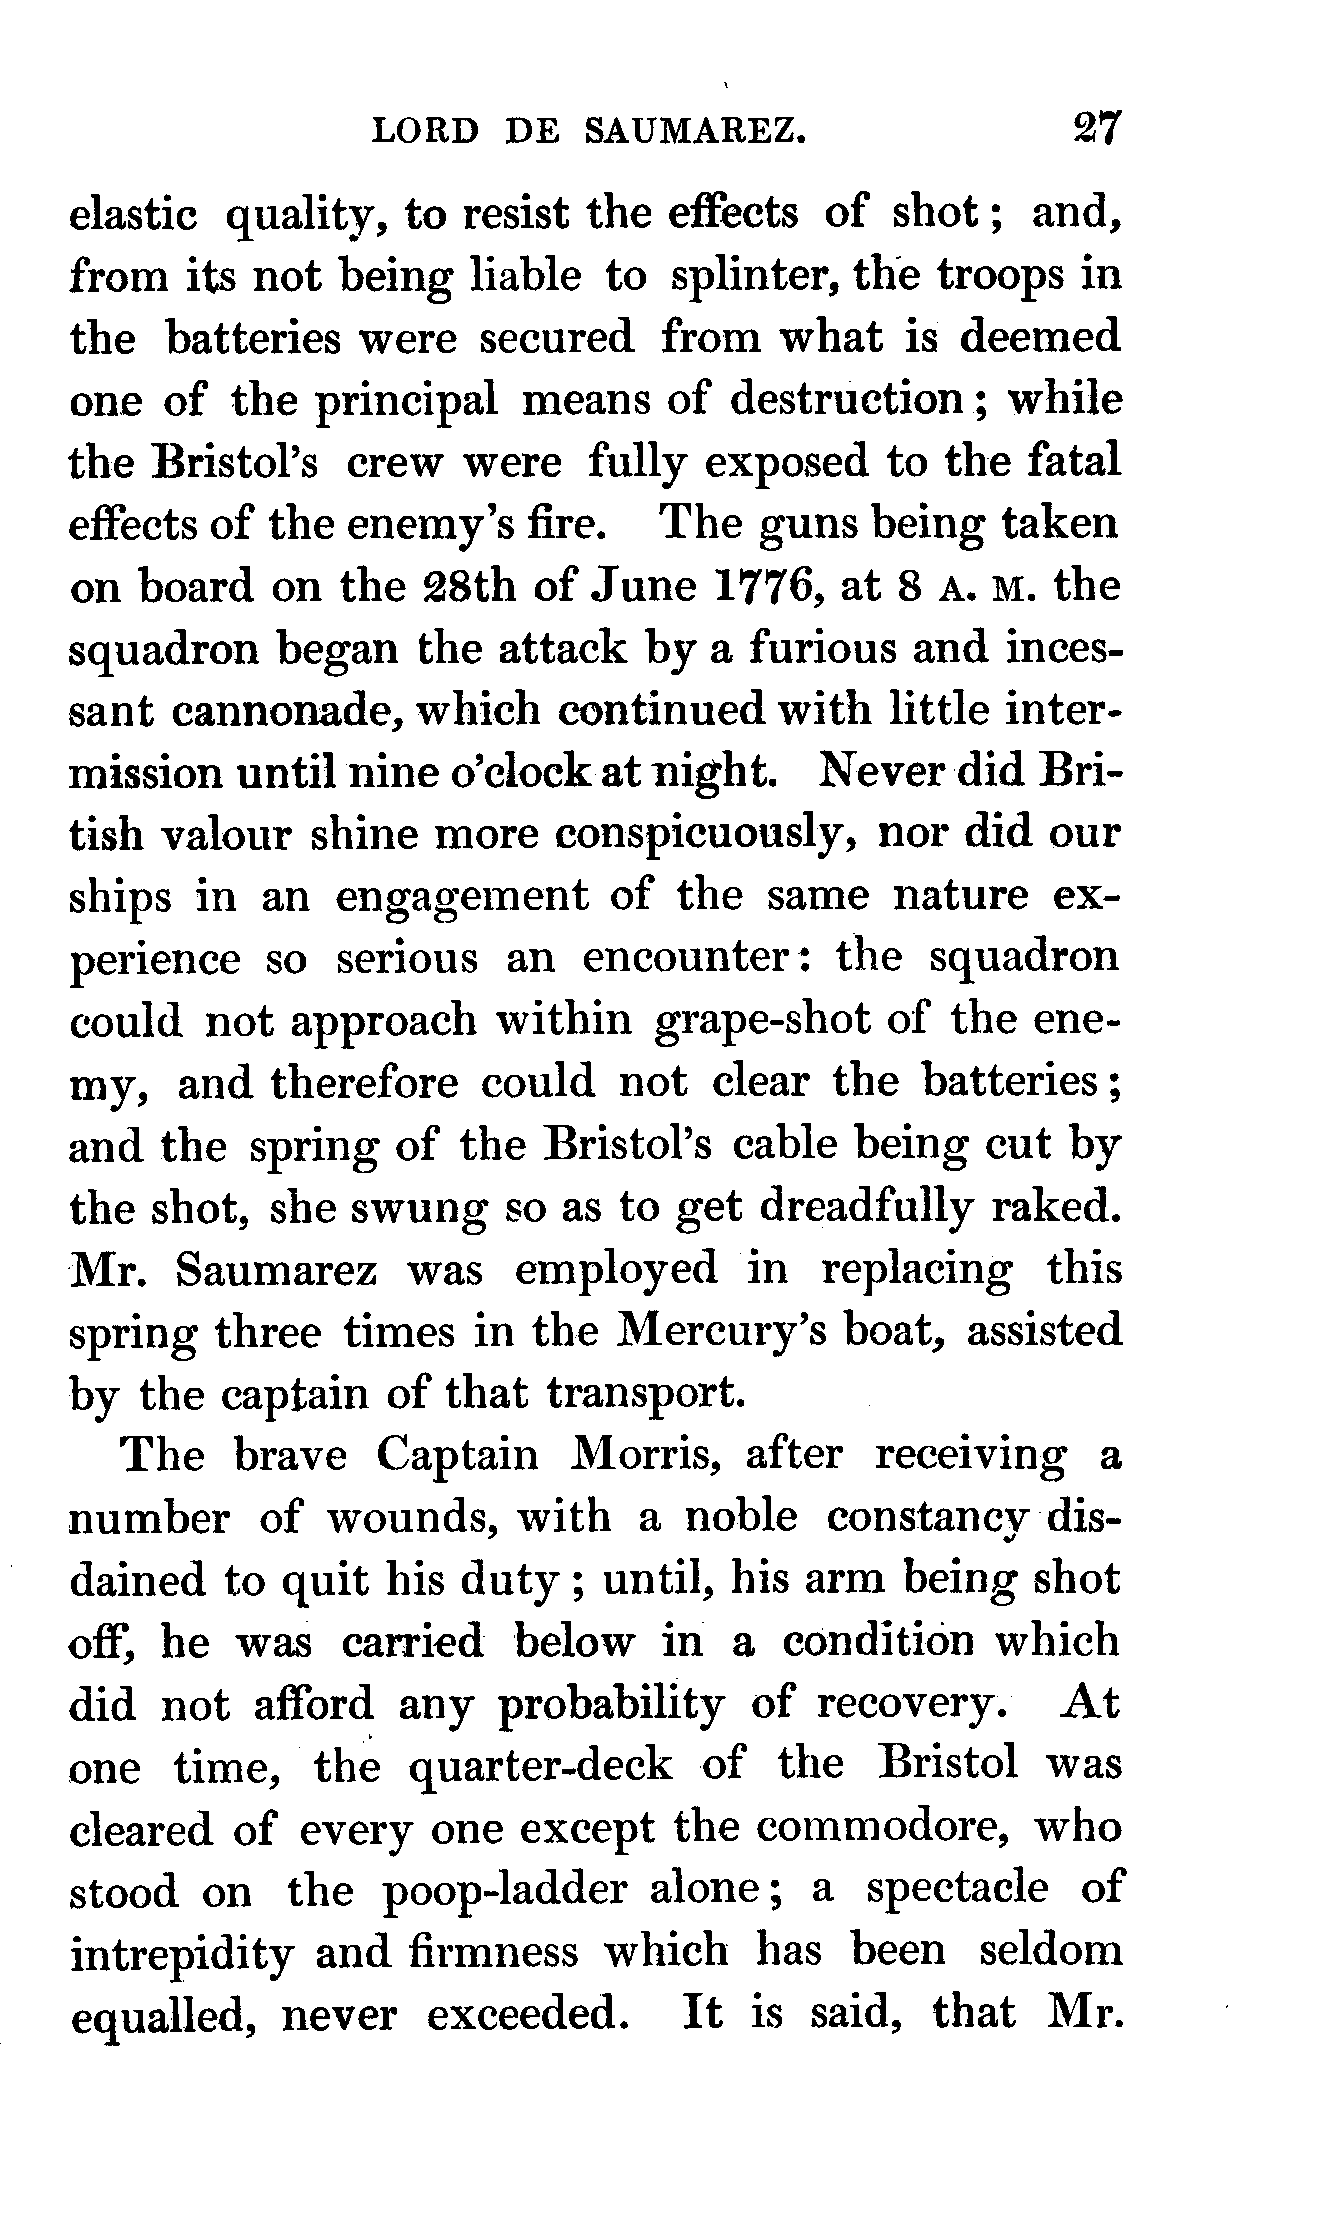 LORD DE SAUMAREZ. 27
elastic quality, to resist the effects of shot ; and,
from its not being liable to splinter, the troops in
the batteries were secured from what is deemed
one of the principal means of destruction ; while
the Bristol's crew were fully exposed to the fatal
effects of the enemy's fire. The guns being taken
on board on the 28th of June 1776, at 8 A. M. the
squadron began the attack by a furious and inces-
sant cannonade, which continued with little inter-
mission until nine o'clock at night. Never did Bri-
tish valour shine more conspicuously, nor did our
ships in an engagement of the same nature ex-
perience so serious an encounter: the squadron
could not approach within grape-shot of the ene-
my, and therefore could not clear the batteries ;
and the spring of the Bristol's cable being cut by
the shot, she swung so as to get dreadfully raked.
Mr. Saumarez was employed in replacing this
spring three times in the Mercury's boat, assisted
by the captain of that transport.
The brave Captain Morris, after receiving a
number of wounds, with a noble constancy dis-
dained to quit his duty ; until, his arm being shot
off, he was carried below in a condition which
did not afford any probability of recovery. At
one time, the quarter-deck of the Bristol was
cleared of every one except the commodore, who
stood on the poop-ladder alone ; a spectacle of
intrepidity and firmness which has been seldom
equalled, never exceeded. It is said, that Mr.